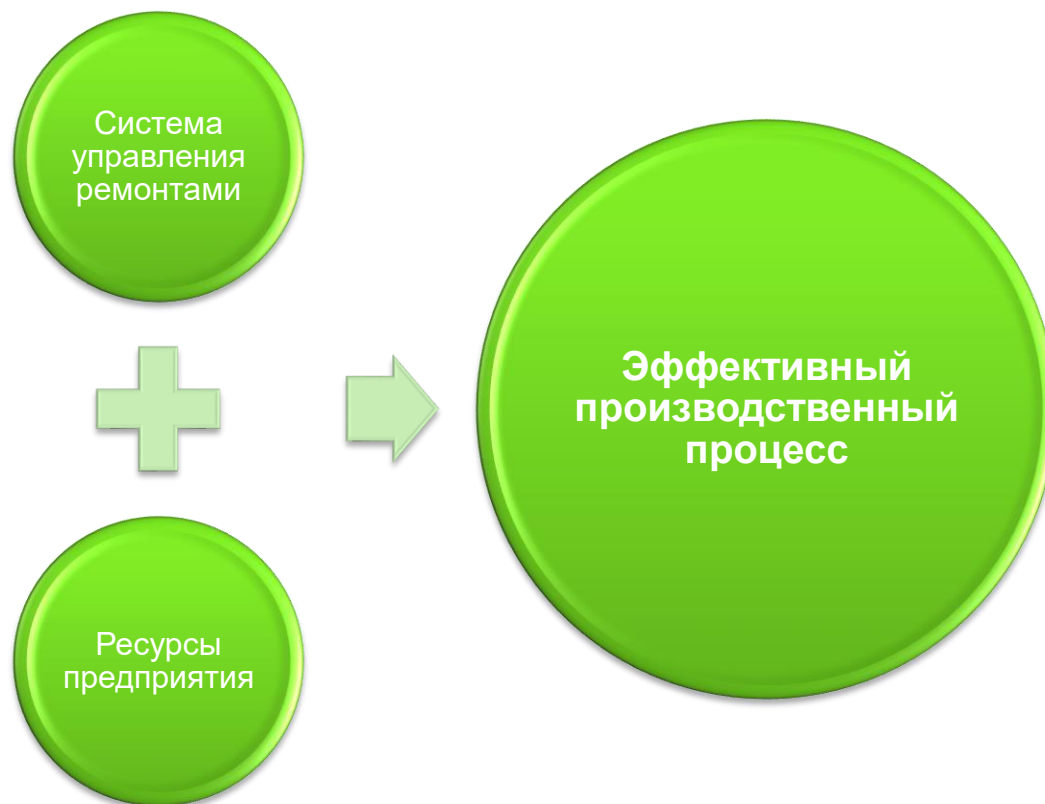 Система
управления
ремонтами
Ресурсы
предприятия
Эффективный
производственный
процесс